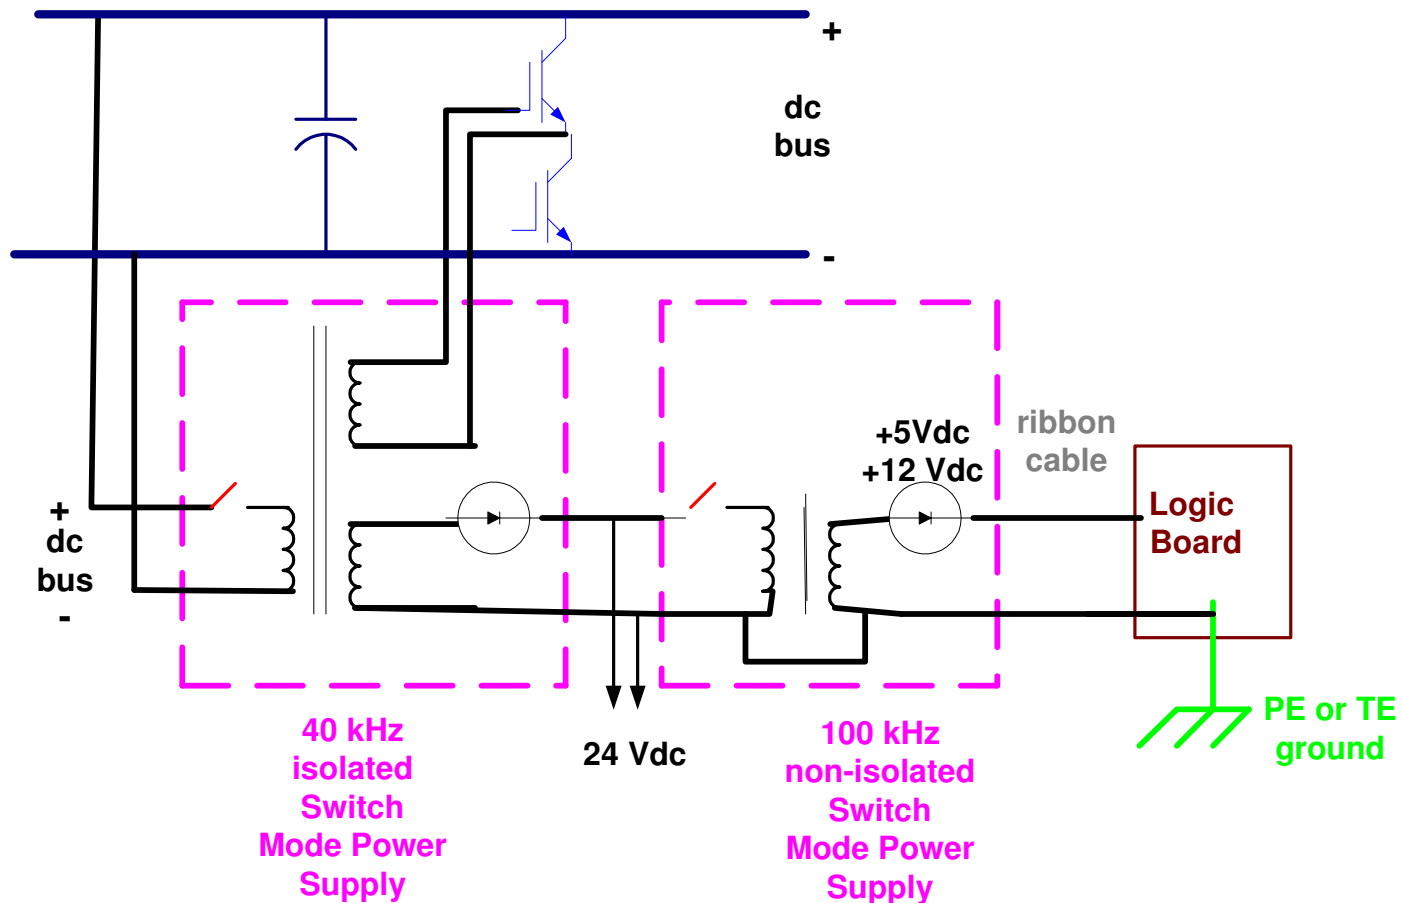 +
dc
bus
-
+5Vdc
+12 Vdc
ribbon
cable
Logic
Board
+
dc
bus
-
PE or TE
ground
40 kHz
isolated
Switch
Mode Power
Supply
24 Vdc
100 kHz
non-isolated
Switch
Mode Power
Supply